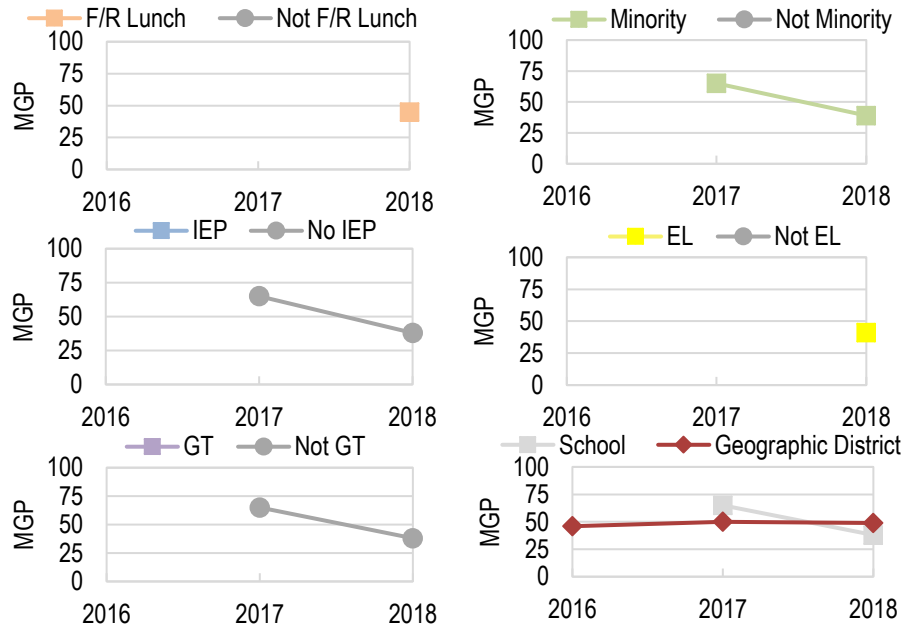 F/R Lunch Not F/R Lunch
100
75
50
25
0
MGP
2016 2017 2018
Minority Not Minority
100
75
50
25
0
MGP
2016 2017 2018
IEP No IEP
100
75
50
25
0
MGP
2016 2017 2018
EL Not EL
100
75
50
25
0
MGP
2016 2017 2018
GT Not GT
100
75
50
25
0
MGP
2016 2017 2018
School Geographic District
100
75
50
25
0
MGP
2016 2017 2018